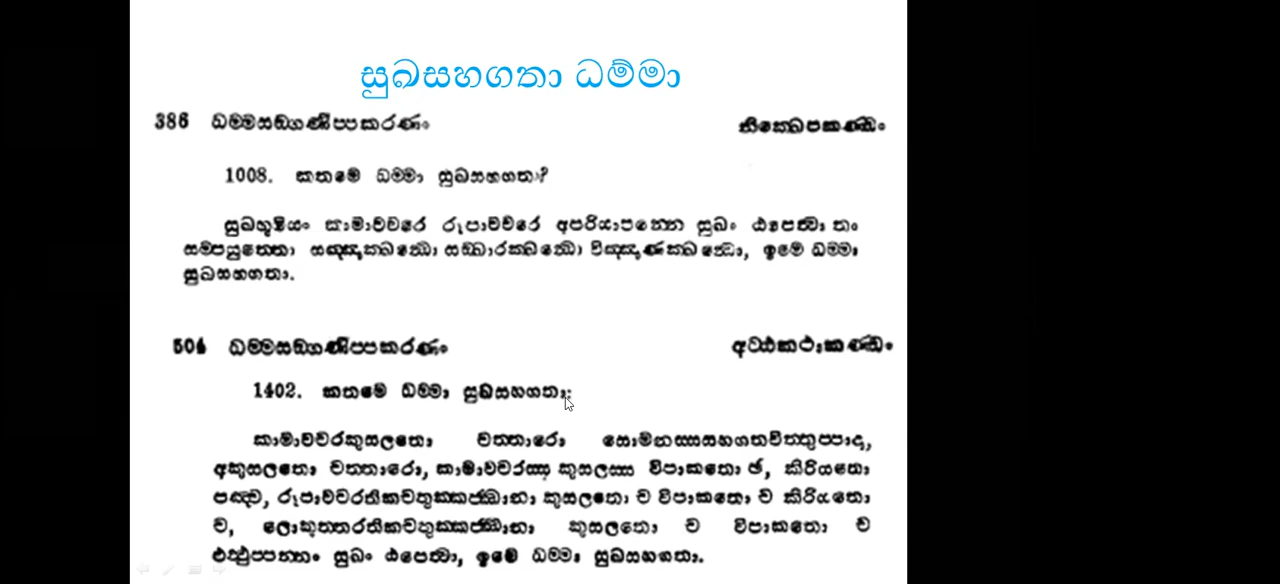 සුඛසහගතා ධම්මා
386 ධම්මසඞ්ගණිප්පකරණං නික්ඛෙපකණ්ඩං
1008. කතමෙ ධම්මා සුඛසහගතා?
සුඛභූමියං කාමාවචරෙ රූපාවචරෙ අපරියාපන්නෙ සුඛං ඨපෙත්වා තං
සම්පයුත්තො සඤ්ඤක්ඛන්ධො සඞ්ඛාරක්ඛන්ධො විඤ්ඤණක්ඛන්ධො, ඉමෙ ධම්මා
සුඛසහගතා.
504 ධම්මසඞ්ගණිප්පකරණං අට්ඨකථාකණ්ඩං
1402. කතමෙ ධම්මා සුඛසහගතා:
කාමාවචරකුසලතො චත්තාරො සොමනස්සසහගතචිත්තුප්පාදා,
අකුසලතො චත්තාරො, කාමාවචරස්ස කුසලස්ස විපාකතො ඡ, කිරියතො
පඤ්ච, රූපාවචරතිකචතුක්කජ්ඣානා කුසලතො ච විපාකතො ච කිරියතො
ච, ලොකුත්තරතිකචතුක්කජ්ඣානා කුසලතො ච විපාකතො ච
එත්ථුප්පන්නං සුඛං ඨපෙත්වා, ඉමෙ ධම්මා සුඛසහගතා.